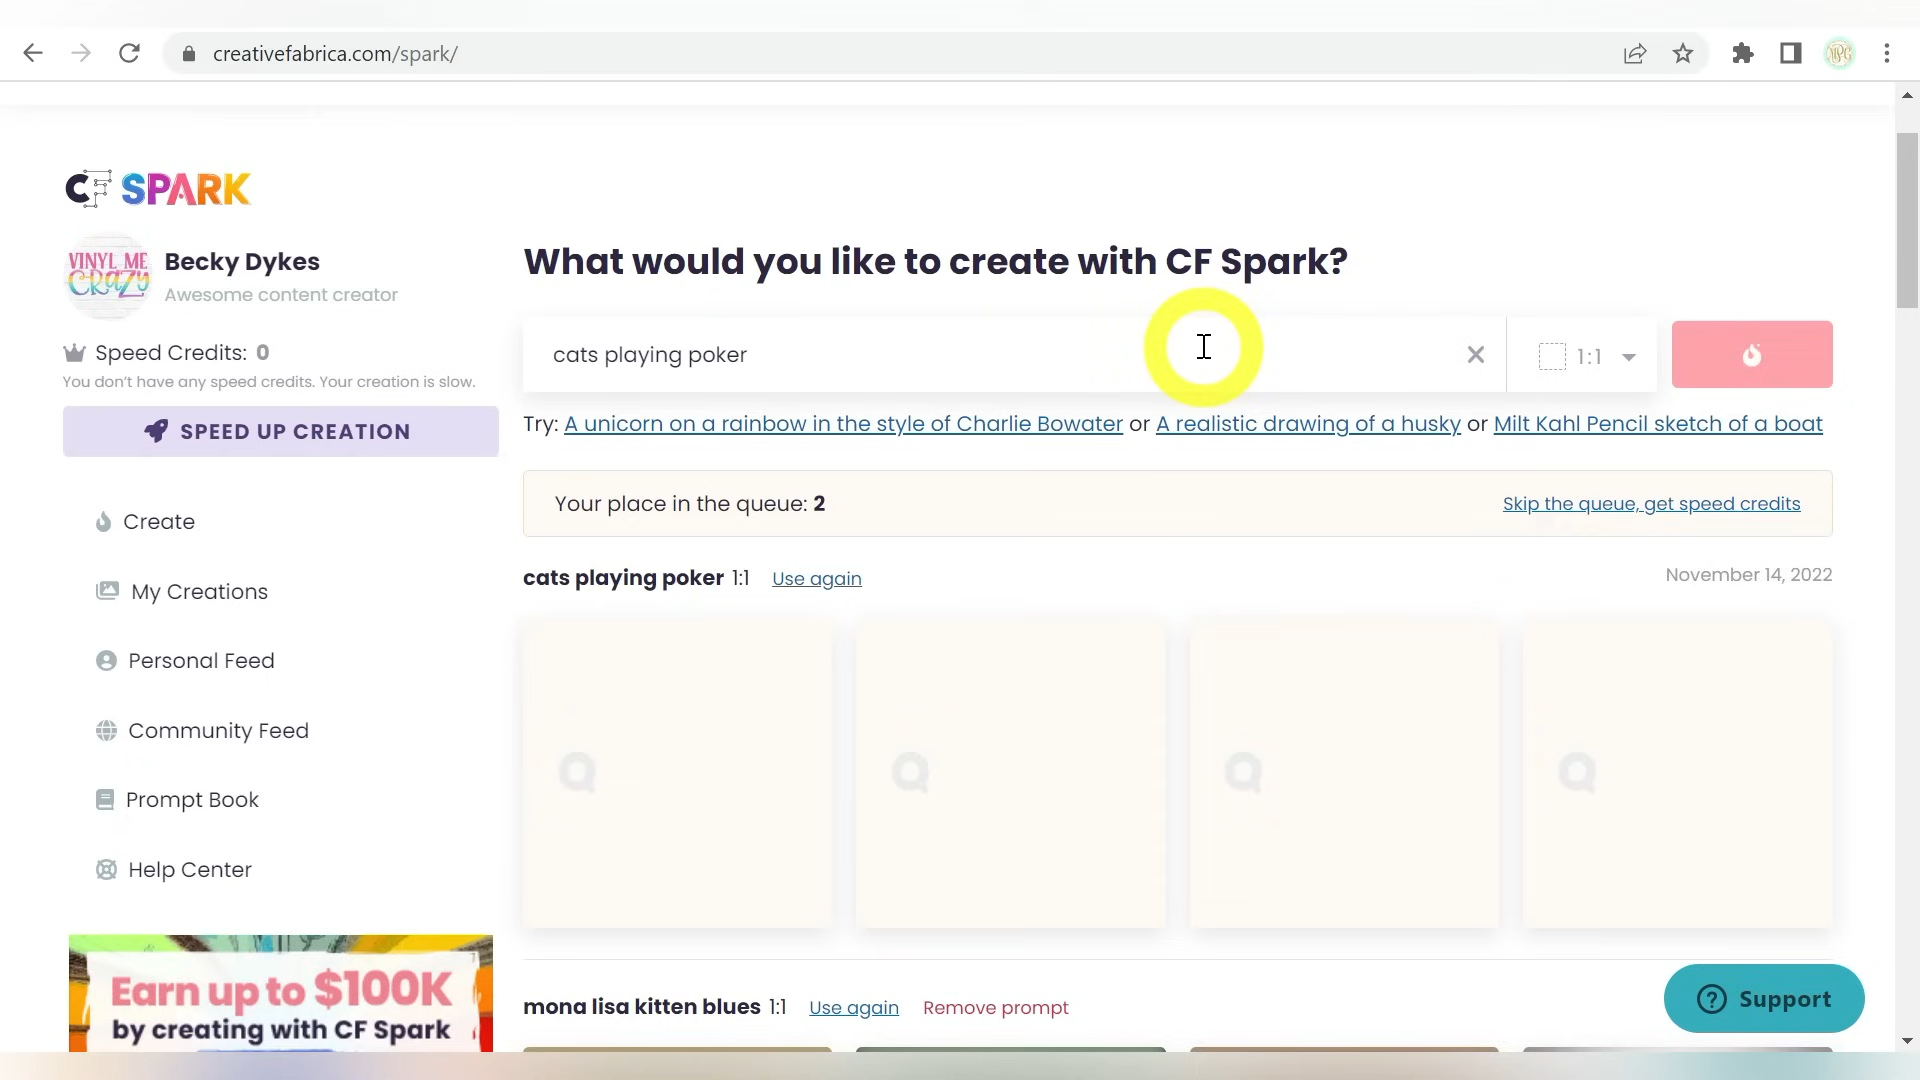 creativefabrica.com/spark/
CF SPARK
VINYL ME
CRAZY
Becky Dykes
Awesome content creator
Speed Credits: 0
You don't have any speed credits. Your creation is slow.
SPEED UP CREATION
Create
My Creations
Personal Feed
Community Feed
Prompt Book
Help Center
Earn up to $100K
by creating with CF Spark
What would you like to create with CF Spark?
cats playing poker
1:1
Try: A unicorn on a rainbow in the style of Charlie Bowater or A realistic drawing of a husky or Milt Kahl Pencil sketch of a boat
Your place in the queue: 2 Skip the queue, get speed credits
cats playing poker 1:1 Use again November 14, 2022
mona lisa kitten blues 1:1 Use again Remove prompt
Support